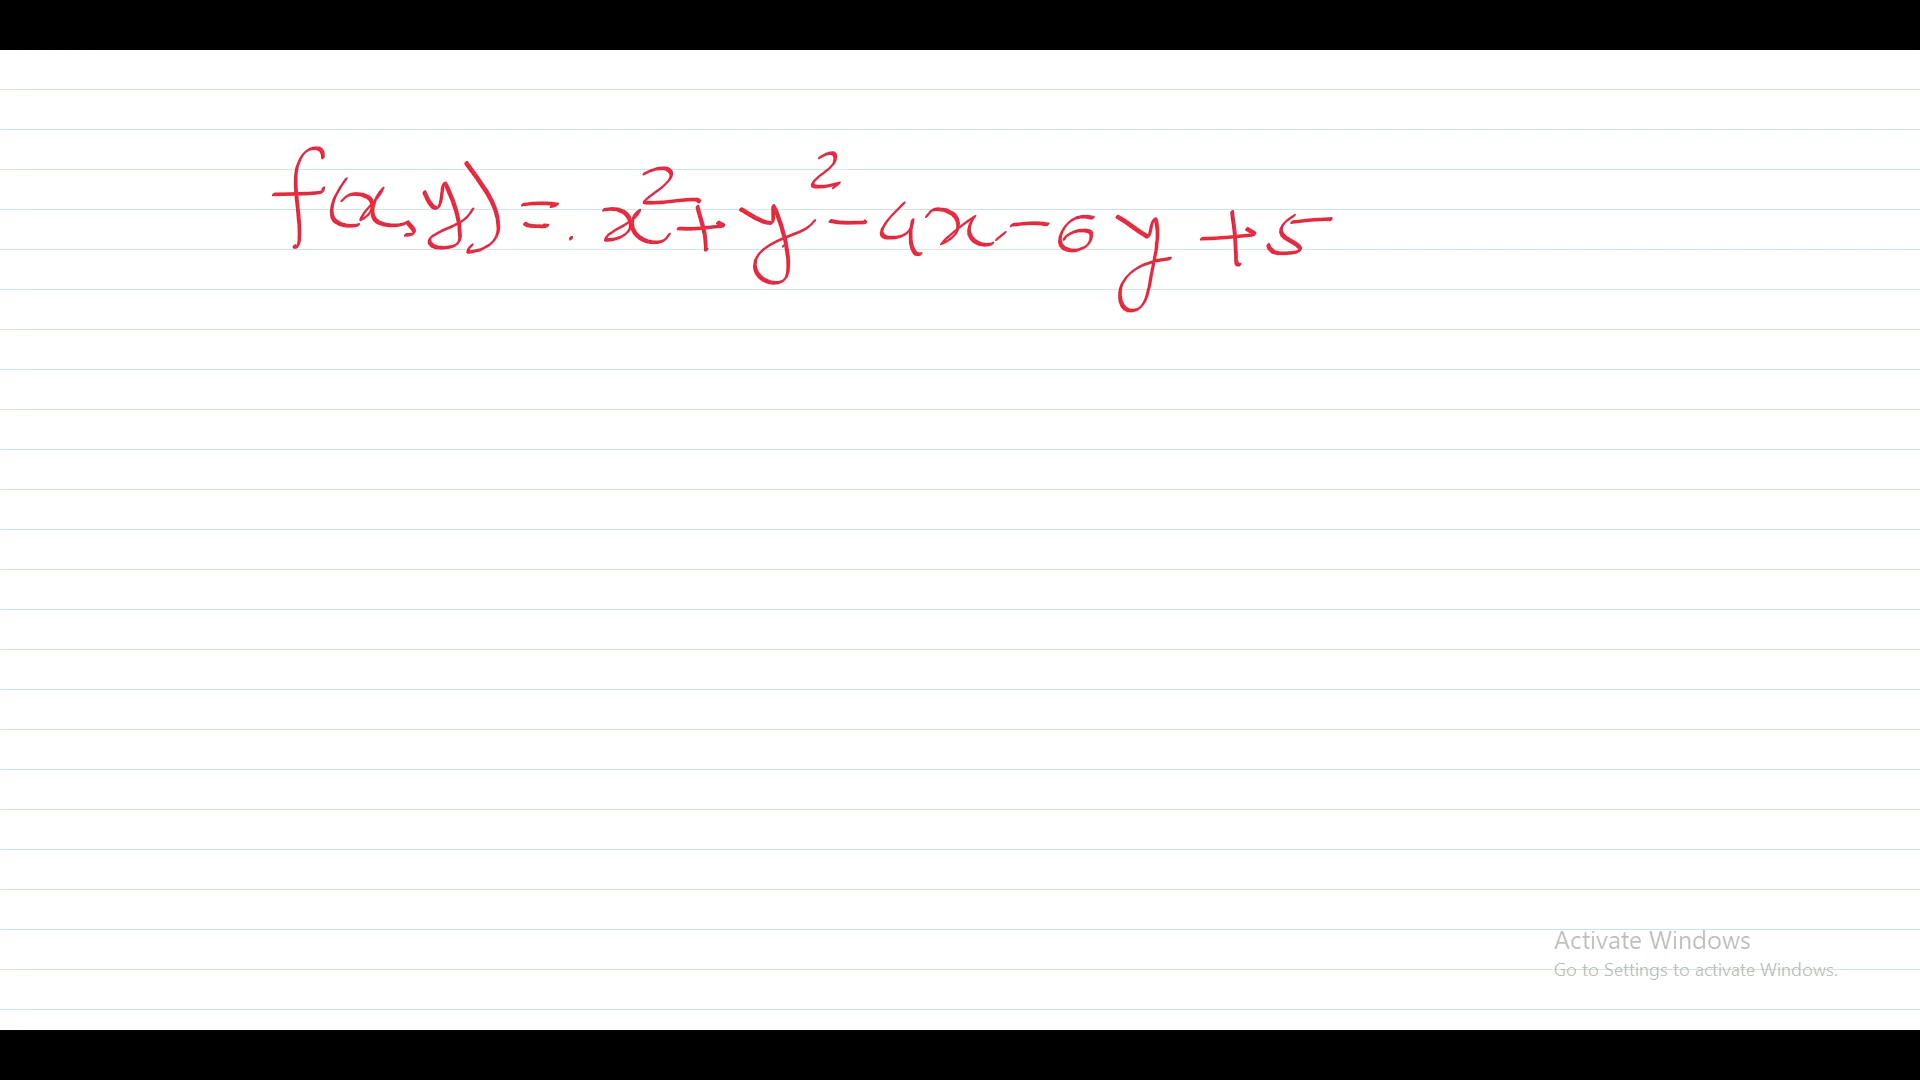 f(x,y) = x² + y² - 4x - 6y + 5
Activate Windows
Go to Settings to activate Windows.